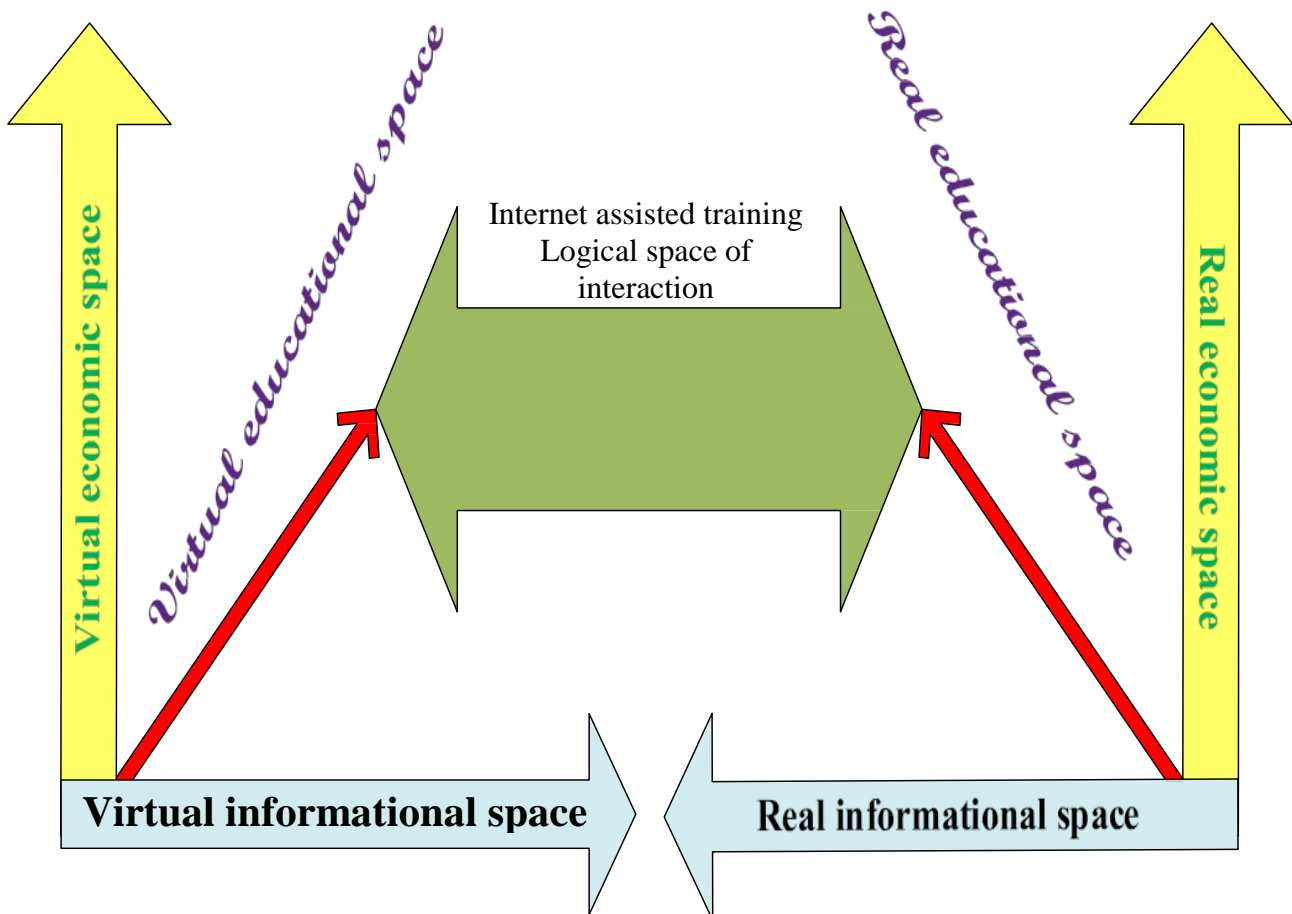 Virtual economic space
Virtual educational space
Internet assisted training
Logical space of
interaction
Real educational space
Real economic space
Virtual informational space
Real informational space